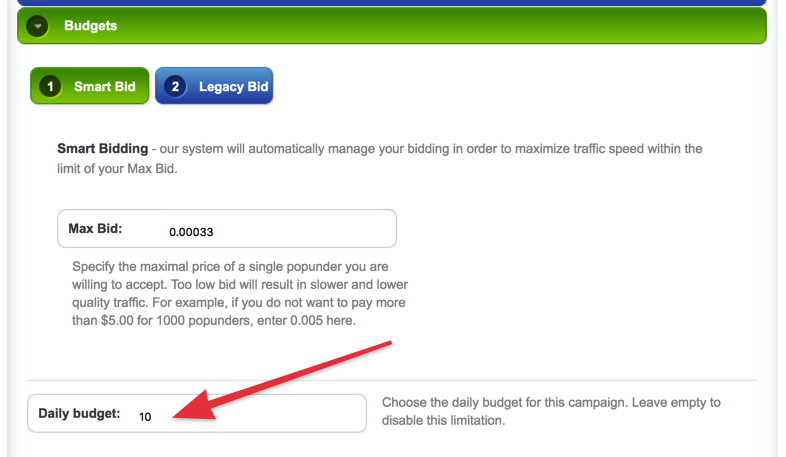 Budgets
1 Smart Bid 2 Legacy Bid
Smart Bidding - our system will automatically manage your bidding in order to maximize traffic speed within the
limit of your Max Bid.
Max Bid: 0.00033
Specify the maximal price of a single popunder you are
willing to accept. Too low bid will result in slower and lower
quality traffic. For example, if you do not want to pay more
than $5.00 for 1000 popunders, enter 0.005 here.
Daily budget: 10
Choose the daily budget for this campaign. Leave empty to
disable this limitation.